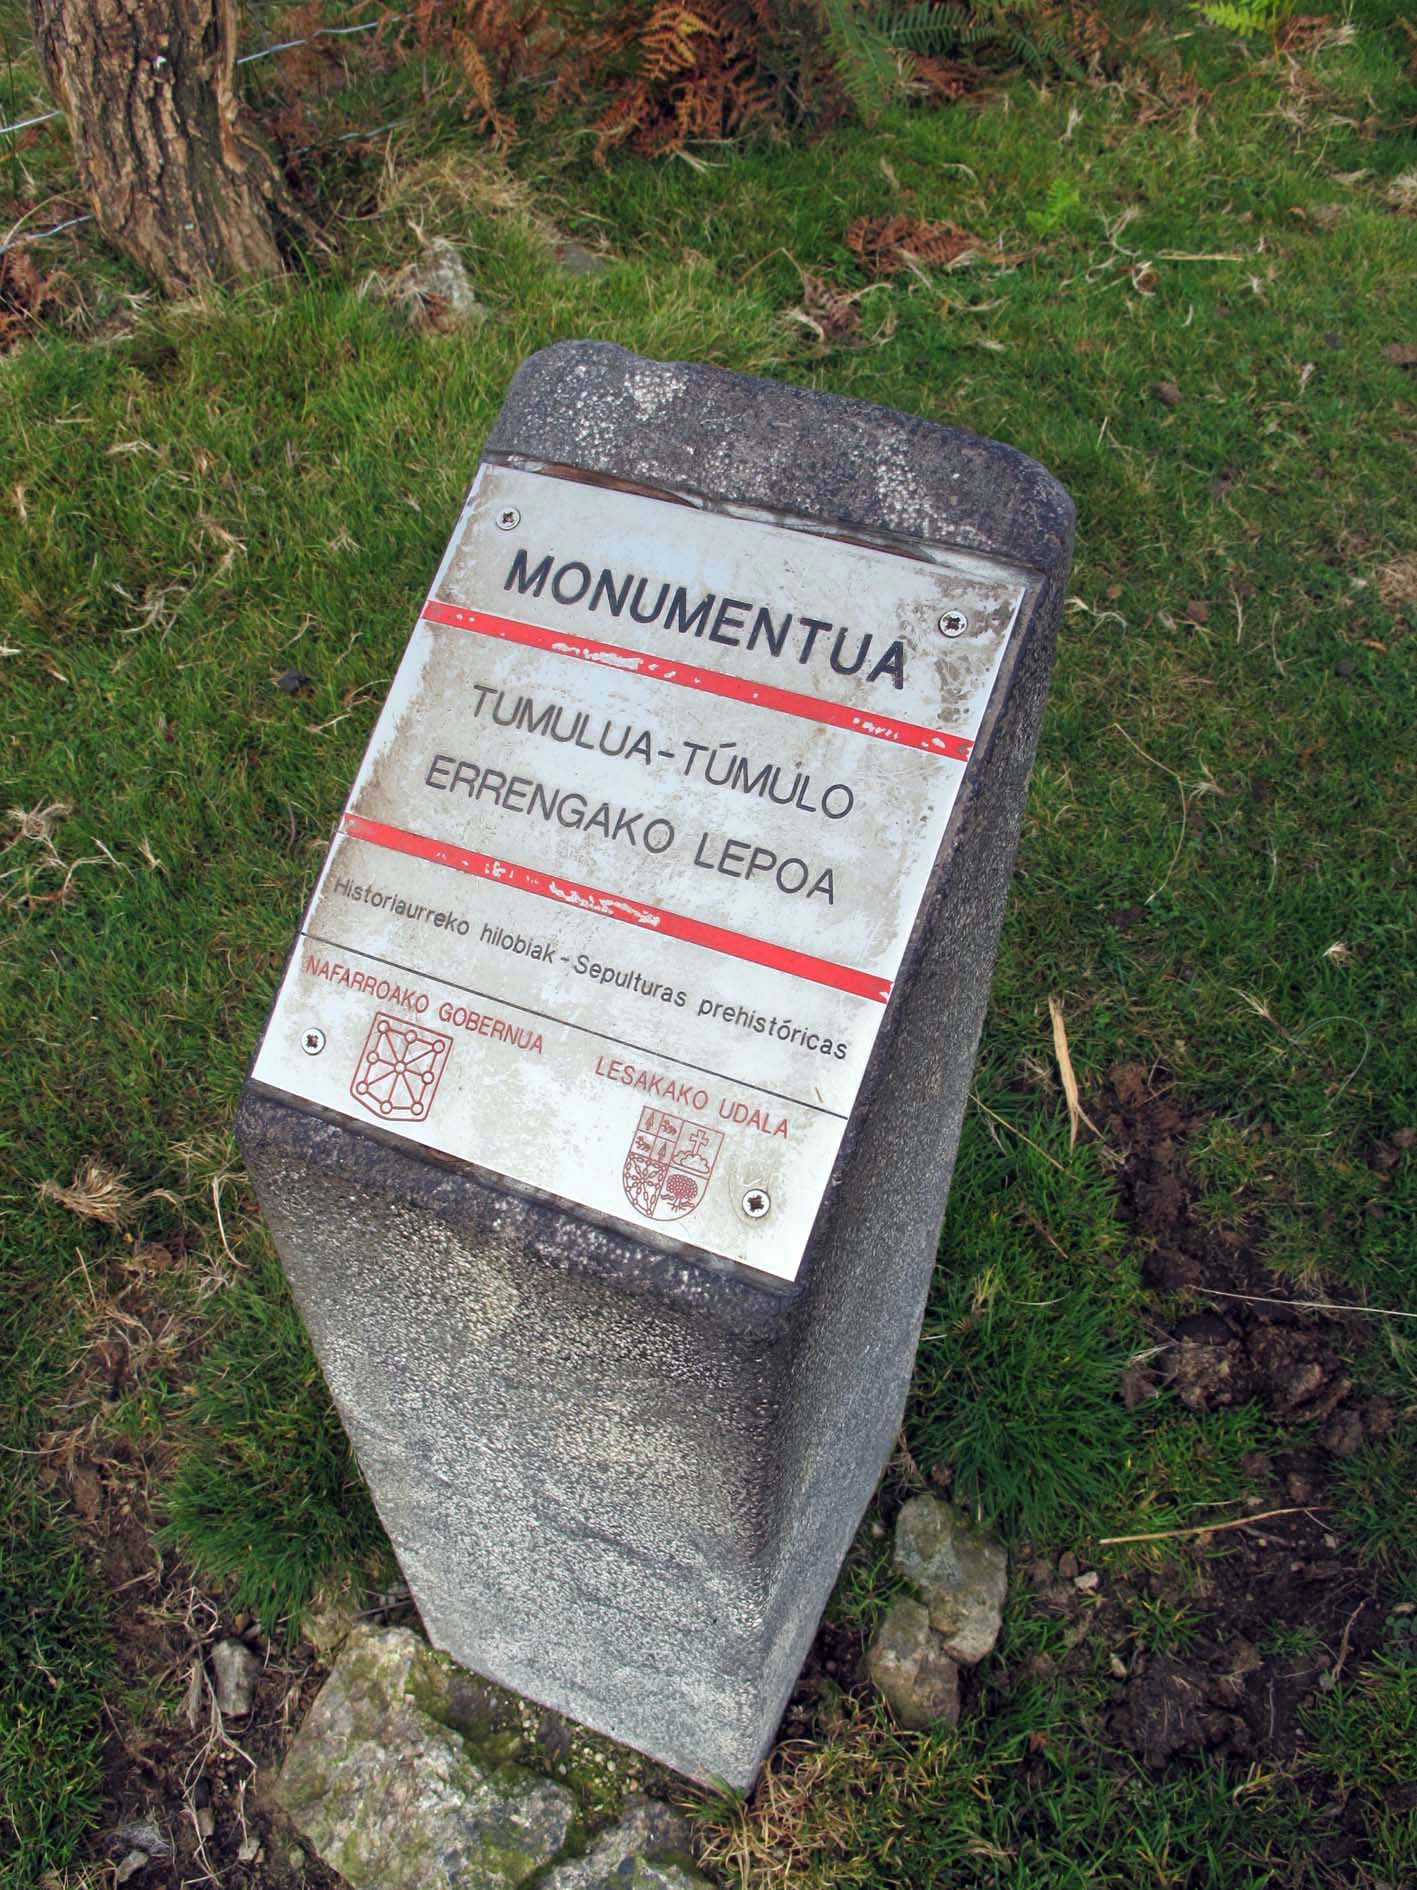 MONUMENTUA
TUMULUA-TÚMULO
ERRENGAKO LEPOA
Historiaurreko hilobiak - Sepulturas prehistóricas
NAFARROAKO GOBERNUA
LESAKAKO UDALA